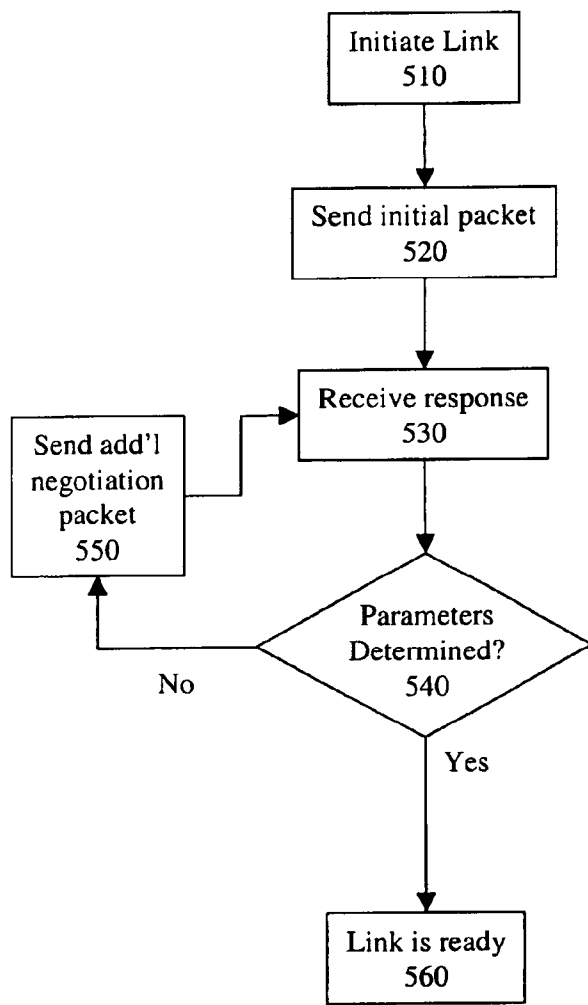 Initiate Link
510
Send initial packet
520
Receive response
530
Send add'l
negotiation
packet
550
Parameters
Determined?
540
No
Yes
Link is ready
560